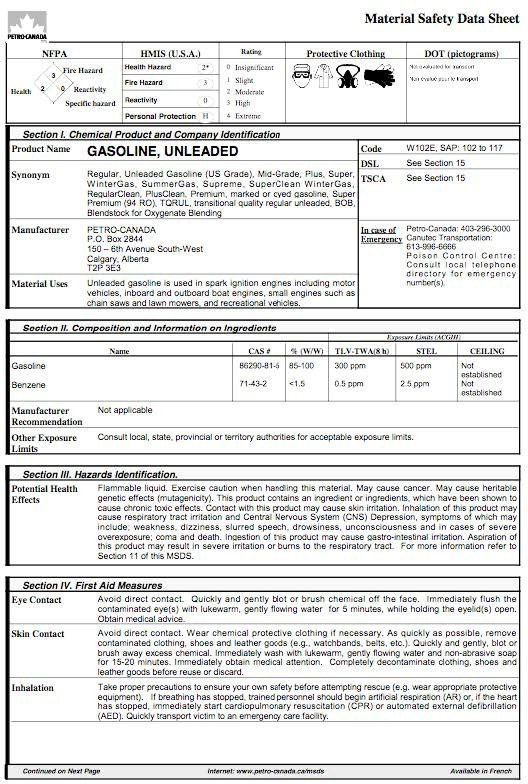 PETRO-CANADA
Material Safety Data Sheet
NFPA
Health
3
Fire Hazard
2
0
Reactivity
Specific hazard
HMIS (U.S.A.)
Health Hazard 2*
Fire Hazard 3
Reactivity 0
Personal Protection H
Rating
0 Insignificant
1 Slight
2 Moderate
3 High
4 Extreme
Protective Clothing
DOT (pictograms)
Not evaluated for transport
Non évalué pour le transport
Section I. Chemical Product and Company Identification
Product Name GASOLINE, UNLEADED
Code W102E, SAP: 102 to 117
DSL See Section 15
TSCA See Section 15
Synonym Regular, Unleaded Gasoline (US Grade), Mid-Grade, Plus, Super,
WinterGas, SummerGas, Supreme, SuperClean WinterGas,
RegularClean, PlusClean, Premium, marked or dyed gasoline, Super
Premium (94 RO), TQRUL, transitional quality regular unleaded, BOB,
Blendstock for Oxygenate Blending
Manufacturer PETRO-CANADA
P.O. Box 2844
150 – 6th Avenue South-West
Calgary, Alberta
T2P 3E3
In case of
Emergency
Petro-Canada: 403-296-3000
Canutec Transportation:
613-996-6666
Poison Control Centre:
Consult local telephone
directory for emergency
number(s).
Material Uses Unleaded gasoline is used in spark ignition engines including motor
vehicles, inboard and outboard boat engines, small engines such as
chain saws and lawn mowers, and recreational vehicles.
Section II. Composition and Information on Ingredients
Exposure Limits (ACGIH)
Name CAS # % (W/W) TLV-TWA(8 h) STEL CEILING
Gasoline 86290-81-5 85-100 300 ppm 500 ppm Not
established
Benzene 71-43-2 <1.5 0.5 ppm 2.5 ppm Not
established
Manufacturer
Recommendation
Not applicable
Other Exposure
Limits
Consult local, state, provincial or territory authorities for acceptable exposure limits.
Section III. Hazards Identification.
Potential Health
Effects
Flammable liquid. Exercise caution when handling this material. May cause cancer. May cause heritable
genetic effects (mutagenicity). This product contains an ingredient or ingredients, which have been shown to
cause chronic toxic effects. Contact with this product may cause skin irritation. Inhalation of this product may
cause respiratory tract irritation and Central Nervous System (CNS) Depression, symptoms of which may
include; weakness, dizziness, slurred speech, drowsiness, unconsciousness and in cases of severe
overexposure; coma and death. Ingestion of this product may cause gastro-intestinal irritation. Aspiration of
this product may result in severe irritation or burns to the respiratory tract. For more information refer to
Section 11 of this MSDS.
Section IV. First Aid Measures
Eye Contact Avoid direct contact. Quickly and gently blot or brush chemical off the face. Immediately flush the
contaminated eye(s) with lukewarm, gently flowing water for 5 minutes, while holding the eyelid(s) open.
Obtain medical advice.
Skin Contact Avoid direct contact. Wear chemical protective clothing if necessary. As quickly as possible, remove
contaminated clothing, shoes and leather goods (e.g., watchbands, belts, etc.). Quickly and gently, blot or
brush away excess chemical. Immediately wash with lukewarm, gently flowing water and non-abrasive soap
for 15-20 minutes. Immediately obtain medical attention. Completely decontaminate clothing, shoes and
leather goods before reuse or discard.
Inhalation Take proper precautions to ensure your own safety before attempting rescue (e.g. wear appropriate protective
equipment). If breathing has stopped, trained personnel should begin artificial respiration (AR) or, if the heart
has stopped, immediately start cardiopulmonary resuscitation (CPR) or automated external defibrillation
(AED). Quickly transport victim to an emergency care facility.
Continued on Next Page Internet: www.petro-canada.ca/msds Available in French